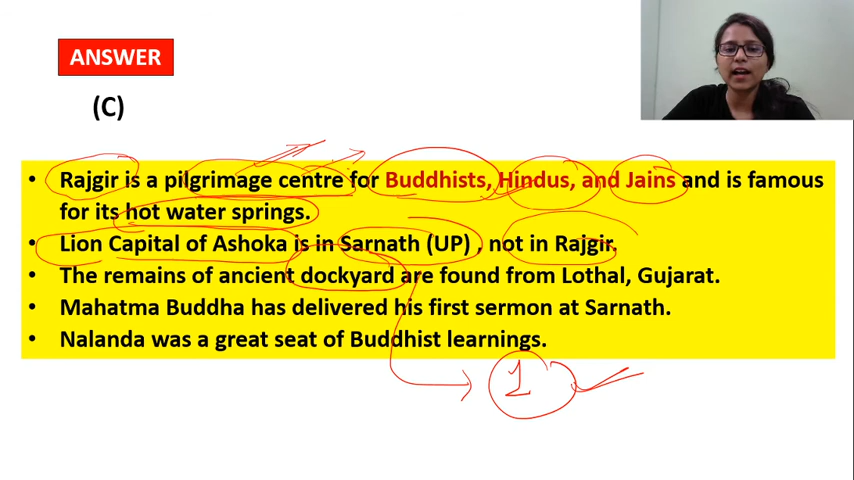 ANSWER
(C)
• Rajgir is a pilgrimage centre for Buddhists, Hindus, and Jains and is famous
for its hot water springs.
• Lion Capital of Ashoka is in Sarnath (UP) , not in Rajgir.
• The remains of ancient dockyard are found from Lothal, Gujarat.
• Mahatma Buddha has delivered his first sermon at Sarnath.
• Nalanda was a great seat of Buddhist learnings.
1